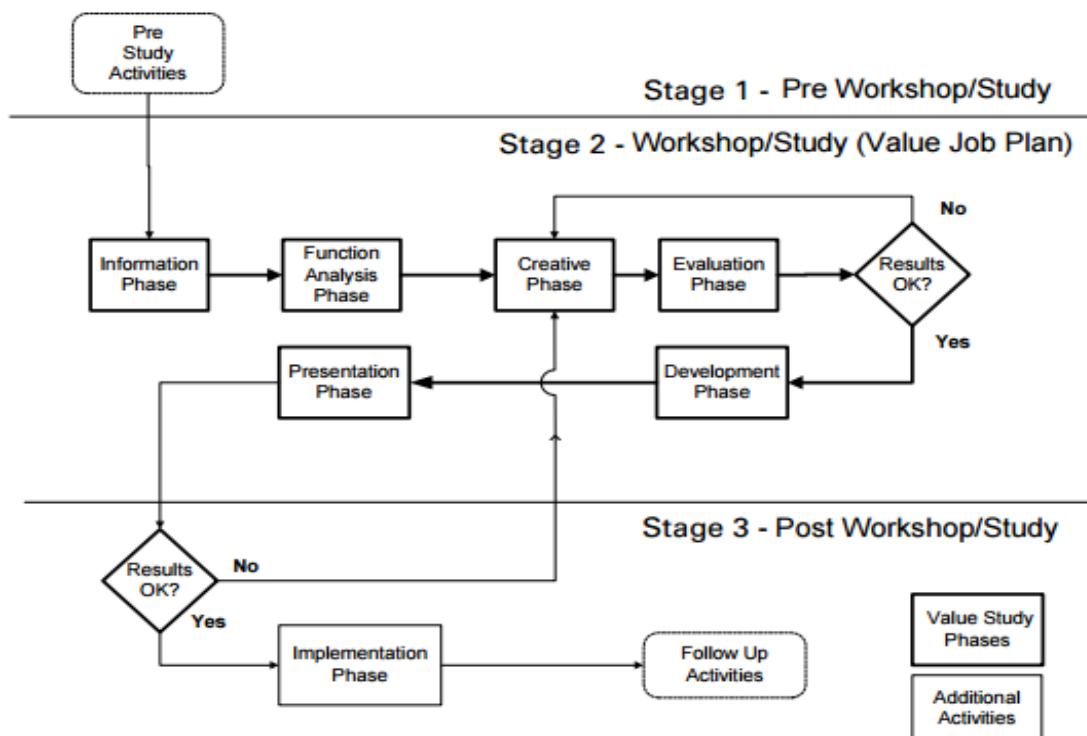 Pre
Study
Activities
Stage 1 - Pre Workshop/Study
Stage 2 - Workshop/Study (Value Job Plan)
No
Information
Phase
Function
Analysis
Phase
Creative
Phase
Evaluation
Phase
Results
OK?
Yes
Presentation
Phase
Development
Phase
Stage 3 - Post Workshop/Study
Results
OK?
No
Yes
Implementation
Phase
Follow Up
Activities
Value Study
Phases
Additional
Activities